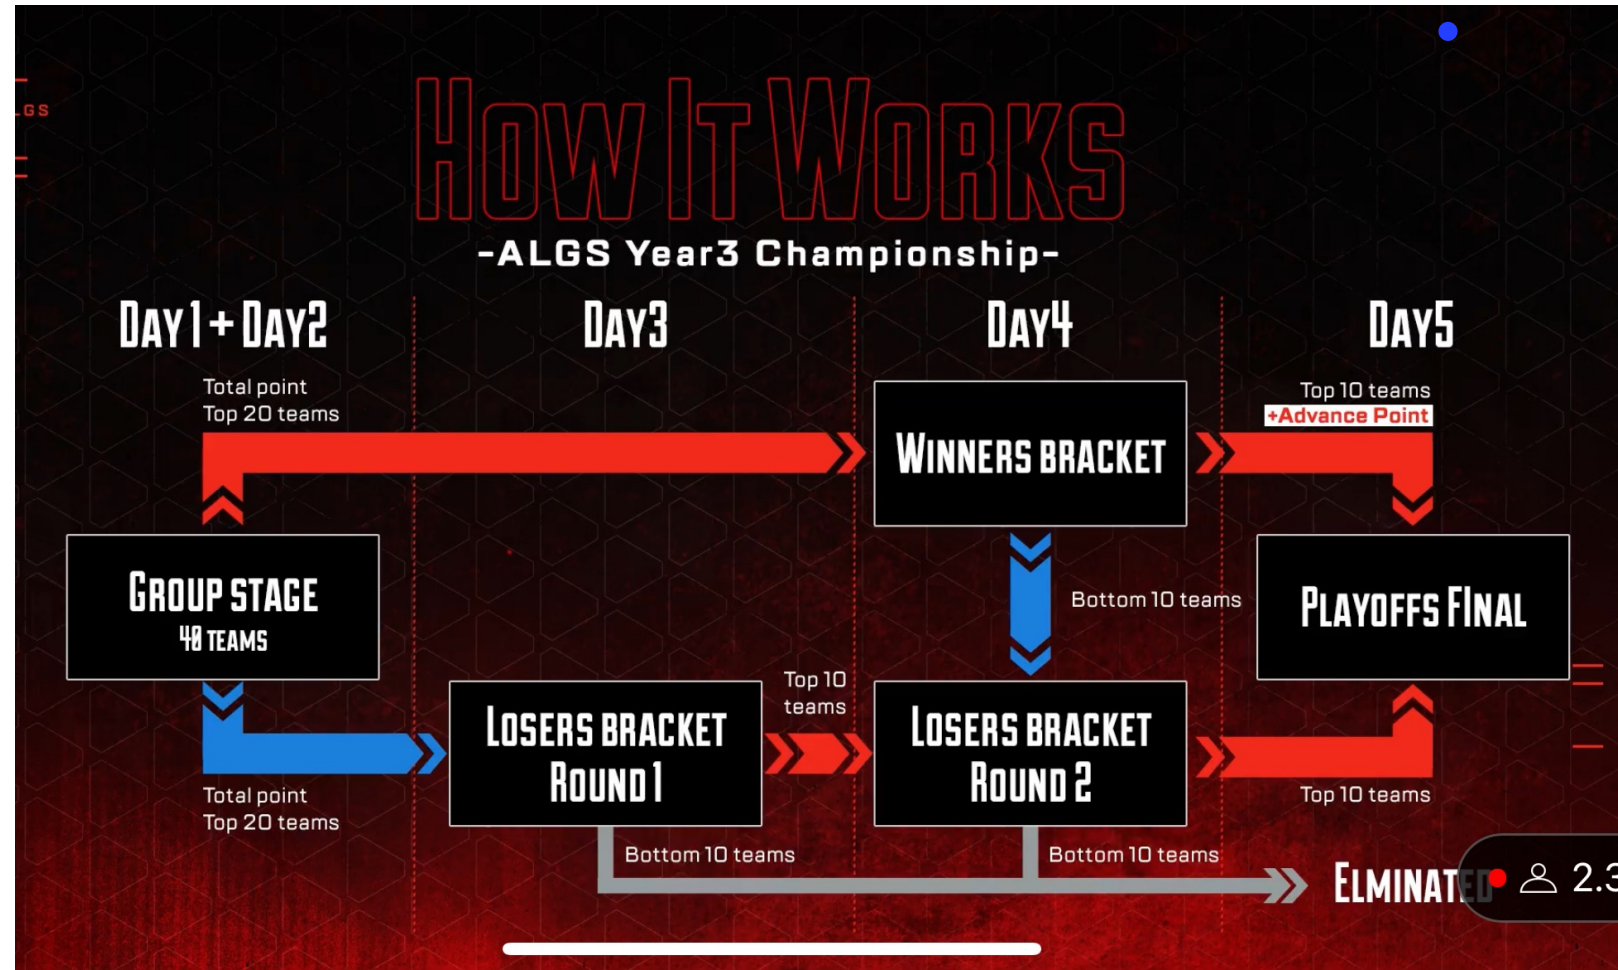 LGS
How It Works
-ALGS Year3 Championship-
Day1+Day2
Day3
Day4
Day5
Total point
Top 20 teams
Top 10 teams
+Advance Point
Winners bracket
Group stage
40 teams
Bottom 10 teams
Playoffs FInal
Top 10
teams
Losers bracket
Round 1
Losers bracket
Round 2
Total point
Top 20 teams
Top 10 teams
Bottom 10 teams
Bottom 10 teams
Elminated
2.3